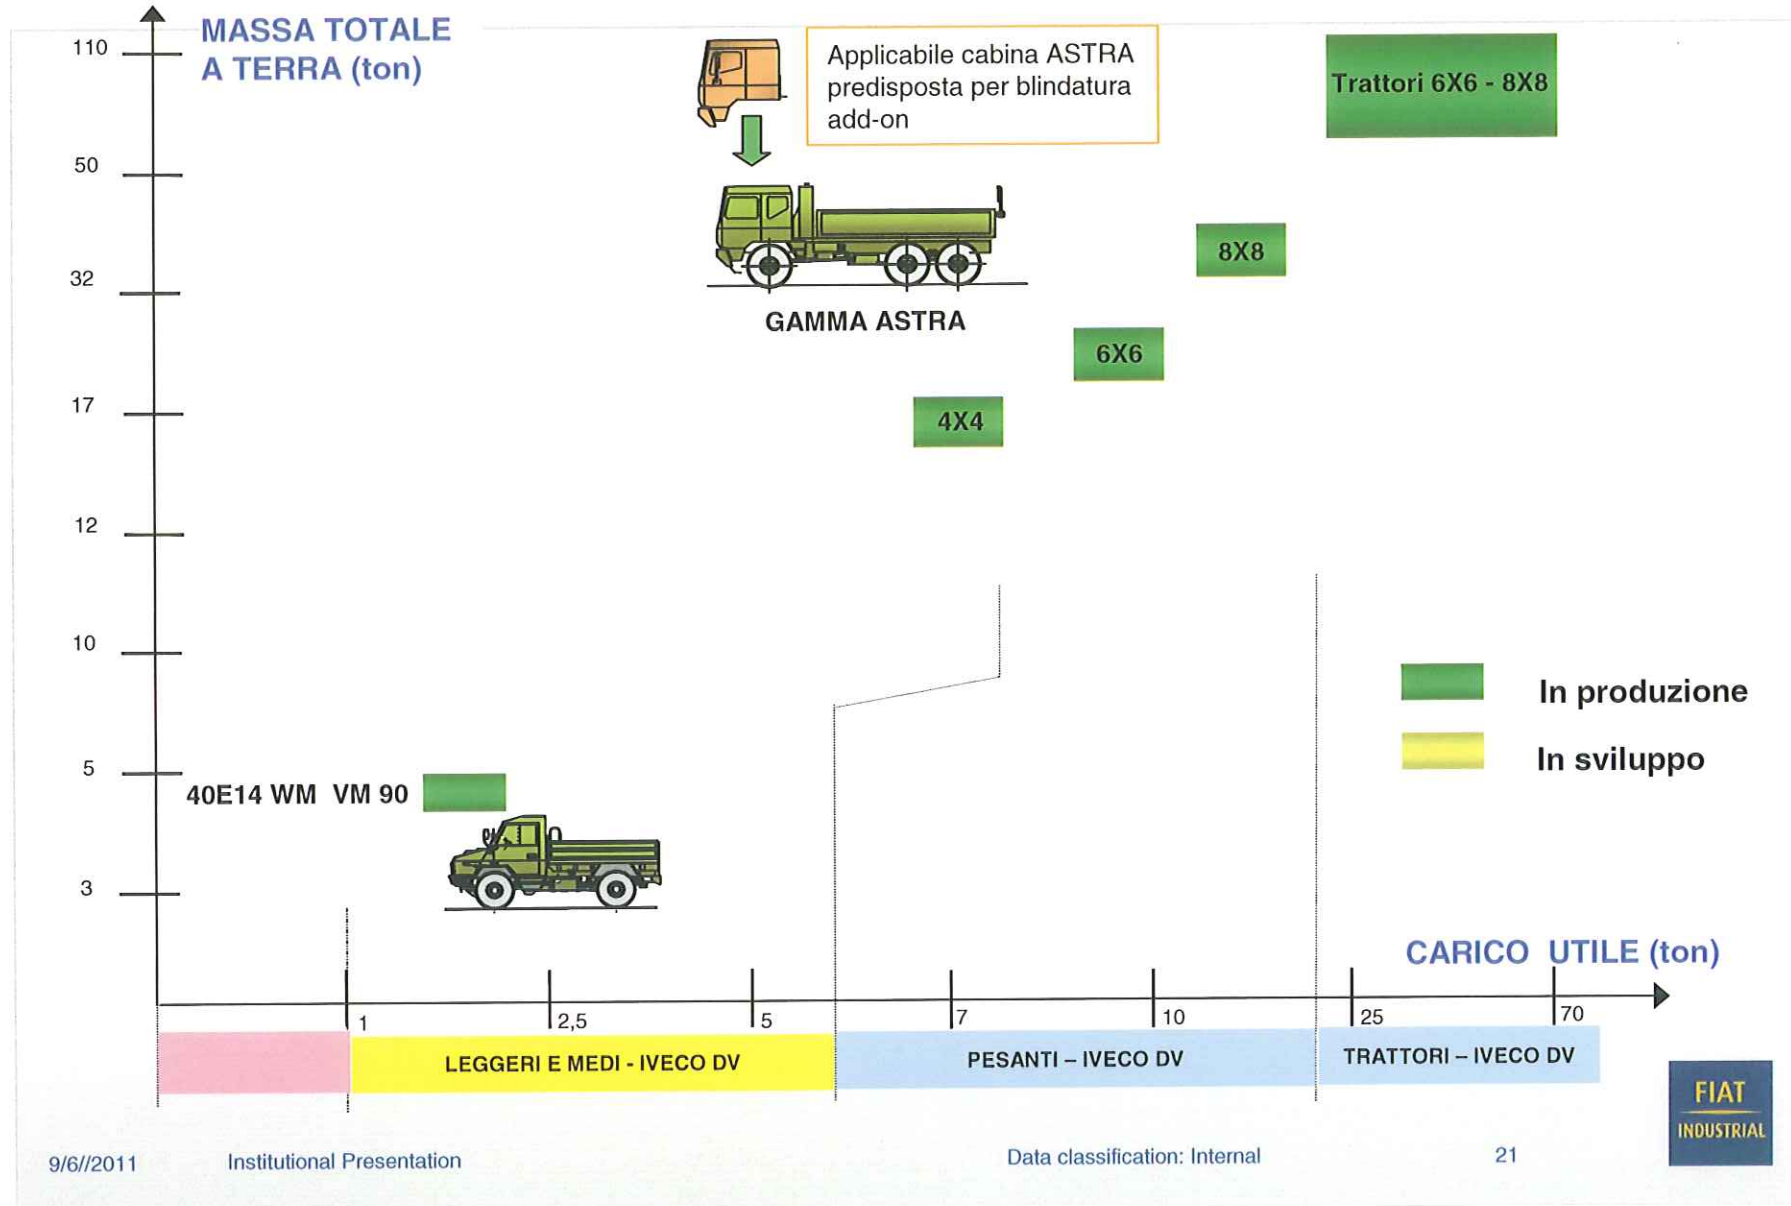 MASSA TOTALE
A TERRA (ton)
110
50
32
17
12
10
5
3
Applicabile cabina ASTRA
predisposta per blindatura
add-on
Trattori 6X6 - 8X8
8X8
GAMMA ASTRA
6X6
4X4
In produzione
In sviluppo
40E14 WM VM 90
CARICO UTILE (ton)
1
2,5
5
7
10
25
70
LEGGERI E MEDI - IVECO DV
PESANTI – IVECO DV
TRATTORI – IVECO DV
FIAT
INDUSTRIAL
9/6//2011
Institutional Presentation
Data classification: Internal
21